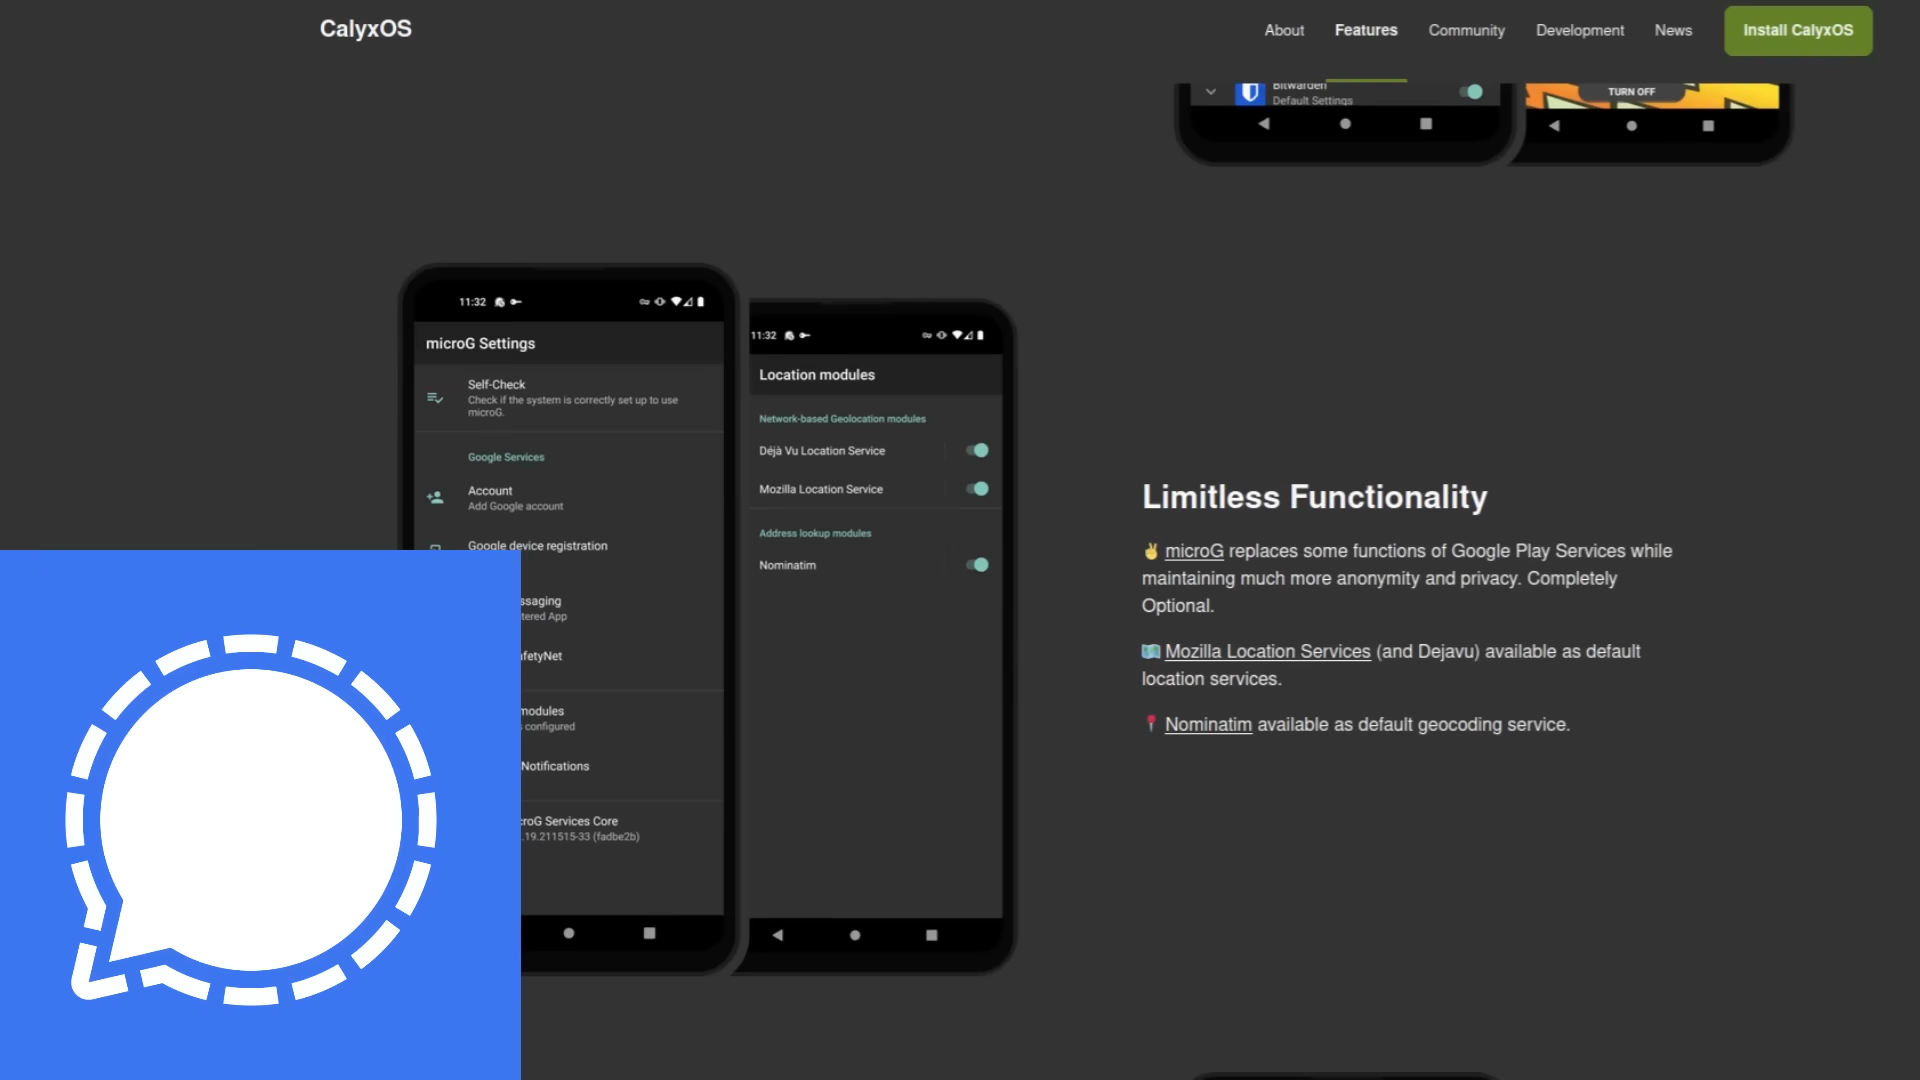 CalyxOS
About
Features
Community
Development
News
Install CalyxOS
Bitwarden
Default Settings
TURN OFF
11:32
microG Settings
Self-Check
Check if the system is correctly set up to use
microG.
Google Services
Account
Add Google account
Google device registration
ssaging
tered App
fetyNet
modules
configured
Notifications
croG Services Core
.19.211515-33 (fadbe2b)
11:32
Location modules
Network-based Geolocation modules
Déjà Vu Location Service
Mozilla Location Service
Address lookup modules
Nominatim
Limitless Functionality
✌ microG replaces some functions of Google Play Services while
maintaining much more anonymity and privacy. Completely
Optional.
🗺 Mozilla Location Services (and Dejavu) available as default
location services.
📍 Nominatim available as default geocoding service.